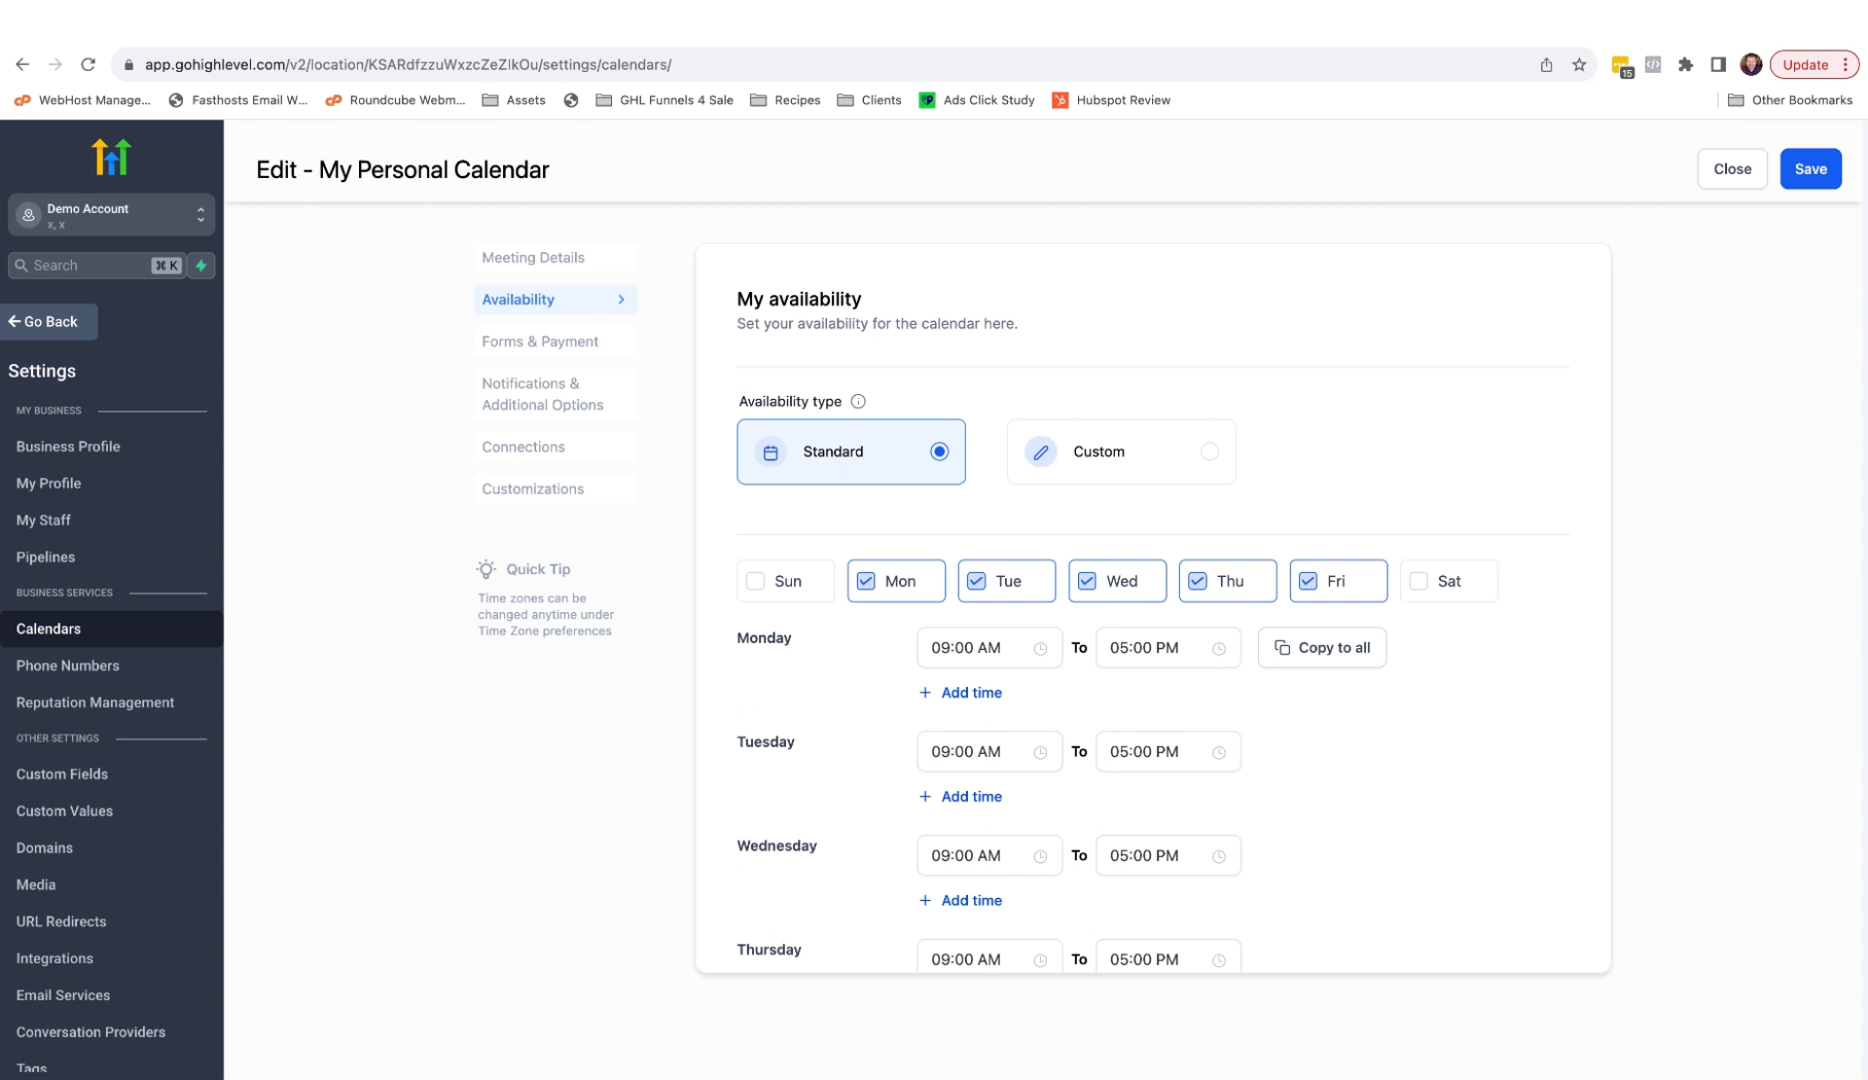 app.gohighlevel.com/v2/location/KSARdfzzuWxzcZeZlkOu/settings/calendars/
15
Update
WebHost Manage...
Fasthosts Email W...
Roundcube Webm...
Assets
GHL Funnels 4 Sale
Recipes
Clients
Ads Click Study
Hubspot Review
Other Bookmarks
Demo Account
x, x
Search
⌘ K
Go Back
Settings
MY BUSINESS
Business Profile
My Profile
My Staff
Pipelines
BUSINESS SERVICES
Calendars
Phone Numbers
Reputation Management
OTHER SETTINGS
Custom Fields
Custom Values
Domains
Media
URL Redirects
Integrations
Email Services
Conversation Providers
Tags
Edit - My Personal Calendar
Close
Save
Meeting Details
Availability
Forms & Payment
Notifications &
Additional Options
Connections
Customizations
Quick Tip
Time zones can be
changed anytime under
Time Zone preferences
My availability
Set your availability for the calendar here.
Availability type
Standard
Custom
Sun
Mon
Tue
Wed
Thu
Fri
Sat
Monday
09:00 AM To 05:00 PM
Copy to all
+ Add time
Tuesday
09:00 AM To 05:00 PM
+ Add time
Wednesday
09:00 AM To 05:00 PM
+ Add time
Thursday
09:00 AM To 05:00 PM